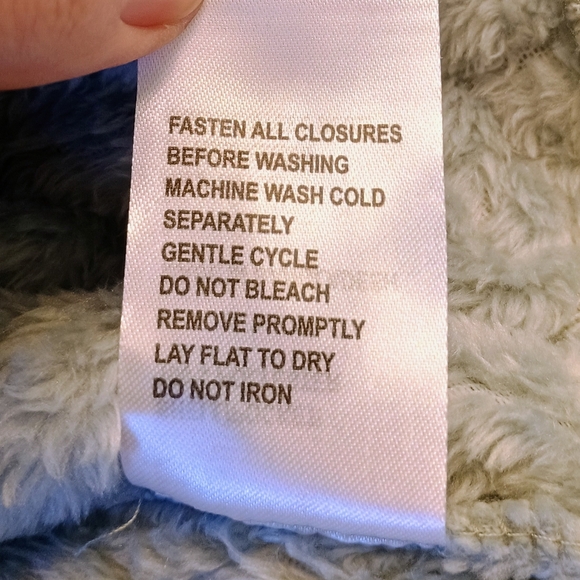 FASTEN ALL CLOSURES
BEFORE WASHING
MACHINE WASH COLD
SEPARATELY
GENTLE CYCLE
DO NOT BLEACH
REMOVE PROMPTLY
LAY FLAT TO DRY
DO NOT IRON